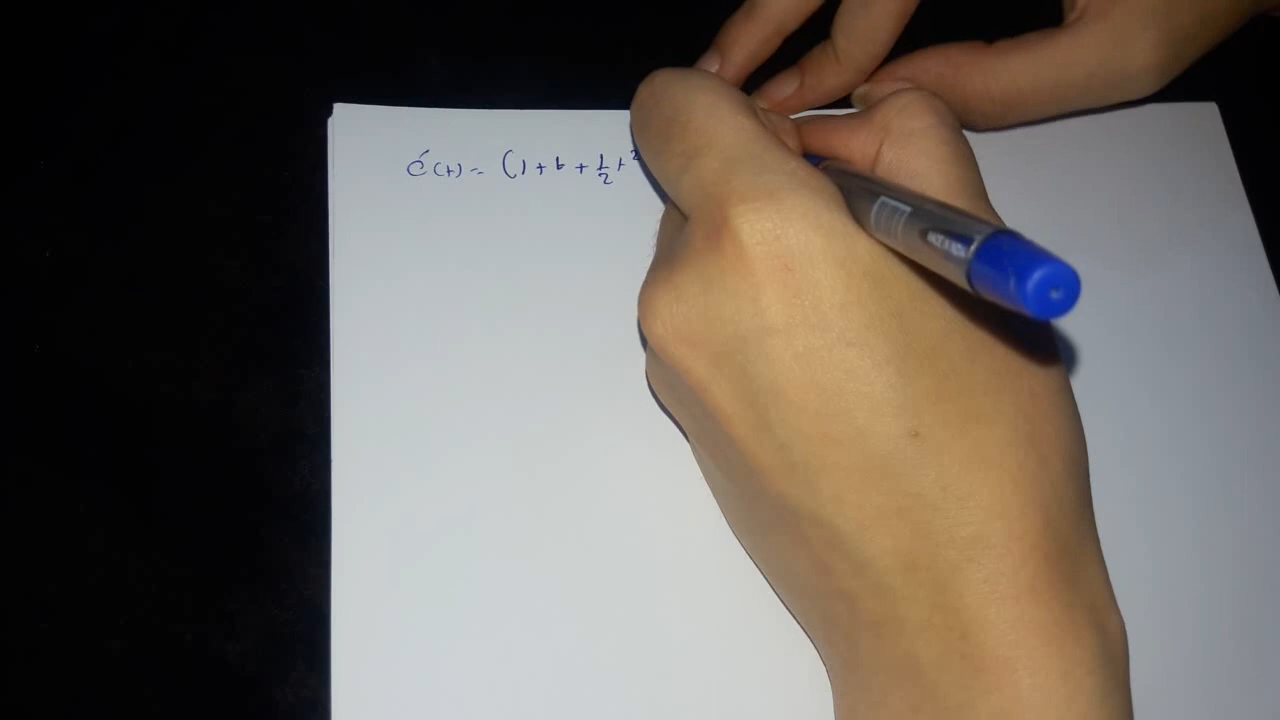 Ć(t) = (1 + t + 1/2 t²